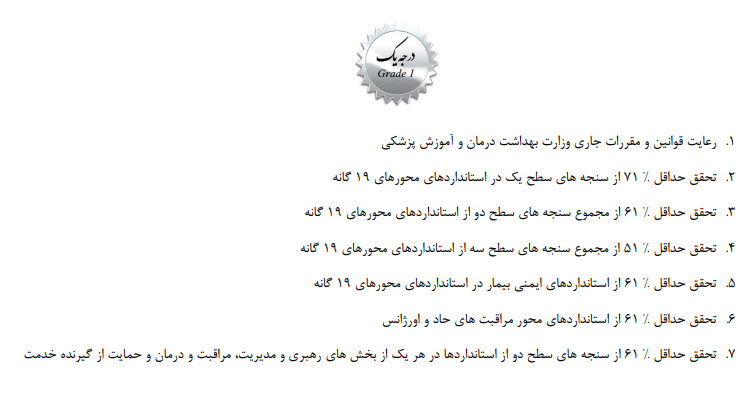 درجه یک
Grade 1
۱. رعایت قوانین و مقررات جاری وزارت بهداشت درمان و آموزش پزشکی
۲. تحقق حداقل ٪ ۷۱ از سنجه های سطح یک در استانداردهای محورهای ۱۹ گانه
۳. تحقق حداقل ٪ ۶۱ از مجموع سنجه های سطح دو از استانداردهای محورهای ۱۹ گانه
۴. تحقق حداقل ٪ ۵۱ از مجموع سنجه های سطح سه از استانداردهای محورهای ۱۹ گانه
۵. تحقق حداقل ٪ ۶۱ از استانداردهای ایمنی بیمار در استانداردهای محورهای ۱۹ گانه
۶. تحقق حداقل ٪ ۶۱ از استانداردهای محور مراقبت های حاد و اورژانس
۷. تحقق حداقل ٪ ۶۱ از سنجه های سطح دو از استانداردها در هر یک از بخش های رهبری و مدیریت، مراقبت و درمان و حمایت از گیرنده خدمت